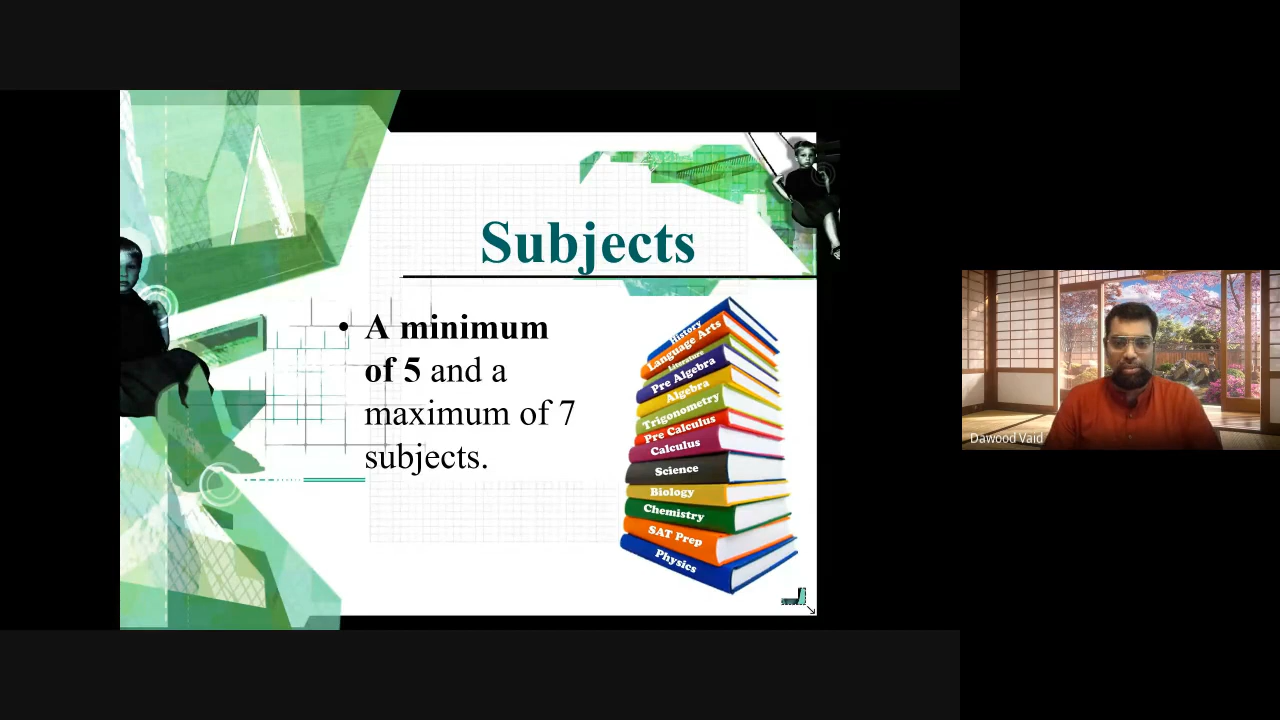 Subjects
• A minimum
of 5 and a
maximum of 7
subjects.
History
Language Arts
Literature
Pre Algebra
Algebra
Trigonometry
Pre Calculus
Calculus
Science
Biology
Chemistry
SAT Prep
Physics
Dawood Vaid